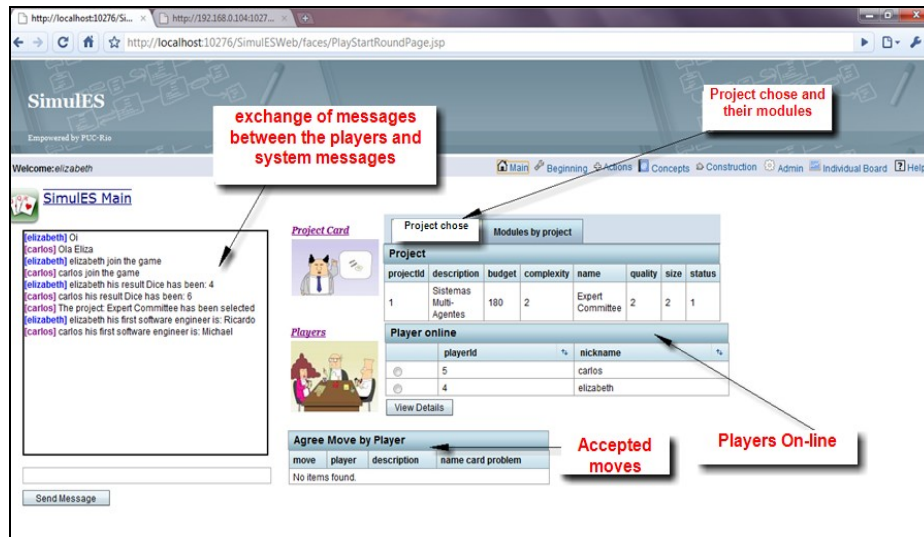 http://localhost:10276/Si...
http://192.168.0.104:1027...
http://localhost:10276/SimulESWeb/faces/PlayStartRoundPage.jsp
SimulES
Empowered by PUC-Rio
exchange of messages
between the players and
system messages
Project chose and
their modules
Welcome:elizabeth
Main Beginning Actions Concepts Construction Admin Individual Board Help
SimulES Main
[elizabeth] Oi
[carlos] Ola Eliza
[elizabeth] elizabeth join the game
[carlos] carlos join the game
[elizabeth] elizabeth his result Dice has been: 4
[carlos] carlos his result Dice has been: 6
[carlos] The project: Expert Committee has been selected
[elizabeth] elizabeth his first software engineer is: Ricardo
[carlos] carlos his first software engineer is: Michael
Send Message
Project Card
Project chose Modules by project
Project
projectId description budget complexity name quality size status
1 Sistemas Multi-Agentes 180 2 Expert Committee 2 2 1
Players
Player online
playerId nickname
5 carlos
4 elizabeth
View Details
Agree Move by Player
move player description name card problem
No items found.
Accepted
moves
Players On-line